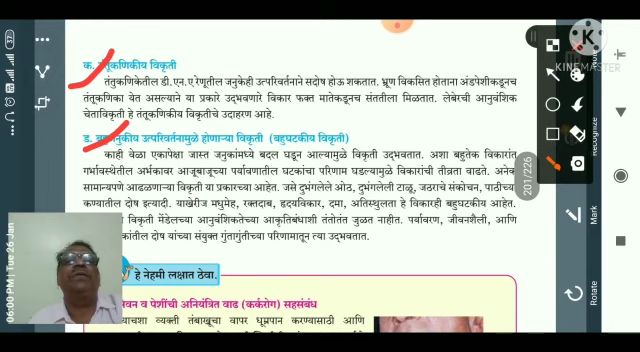 37
06:00 PM | Tue 26 Jan
क. तंतूकणिकीय विकृती
तंतुकणिकेतील डी.एन.ए रेणूतील जनुकेही उत्परिवर्तनाने सदोष होऊ शकतात. भ्रूण विकसित होताना अंडपेशीकडूनच
तंतूकणिका येत असल्याने या प्रकारे उद्भवणारे विकार फक्त मातेकडूनच संततीला मिळतात. लेबेरची आनुवंशिक
चेताविकृती हे तंतूकणिकीय विकृतीचे उदाहरण आहे.
ड. बहुजनुकीय उत्परिवर्तनामुळे होणाऱ्या विकृती (बहुघटकीय विकृती)
काही वेळा एकापेक्षा जास्त जनुकांमध्ये बदल घडून आल्यामुळे विकृती उद्भवतात. अशा बहुतेक विकारांत
गर्भावस्थेतील अर्भकावर आजूबाजूच्या पर्यावणातील घटकांचा परिणाम घडल्यामुळे विकारांची तीव्रता वाढते. अनेक
सामान्यपणे आढळणाऱ्या विकृती या प्रकारच्या आहेत. जसे दुभंगलेले ओठ, दुभंगलेली टाळू, जठराचे संकोचन, पाठीच्या
कण्यातील दोष इत्यादी. याखेरीज मधुमेह, रक्तदाब, हृदयविकार, दमा, अतिस्थुलता हे विकारही बहुघटकीय आहेत.
विकृती मेंडेलच्या आनुवंशिकतेच्या आकृतिबंधाशी तंतोतंत जुळत नाहीत. पर्यावरण, जीवनशैली, आणि
कांतील दोष यांच्या संयुक्त गुंतागुंतीच्या परिणामातून त्या उद्भवतात.
हे नेहमी लक्षात ठेवा.
सेवन व पेशींची अनियंत्रित वाढ (कर्करोग) सहसंबंध
व्यक्ती तंबाखूचा वापर धूम्रपान करण्यासाठी आणि
201/226
K
KINEMASTER
Recognize
Mark
Rotate